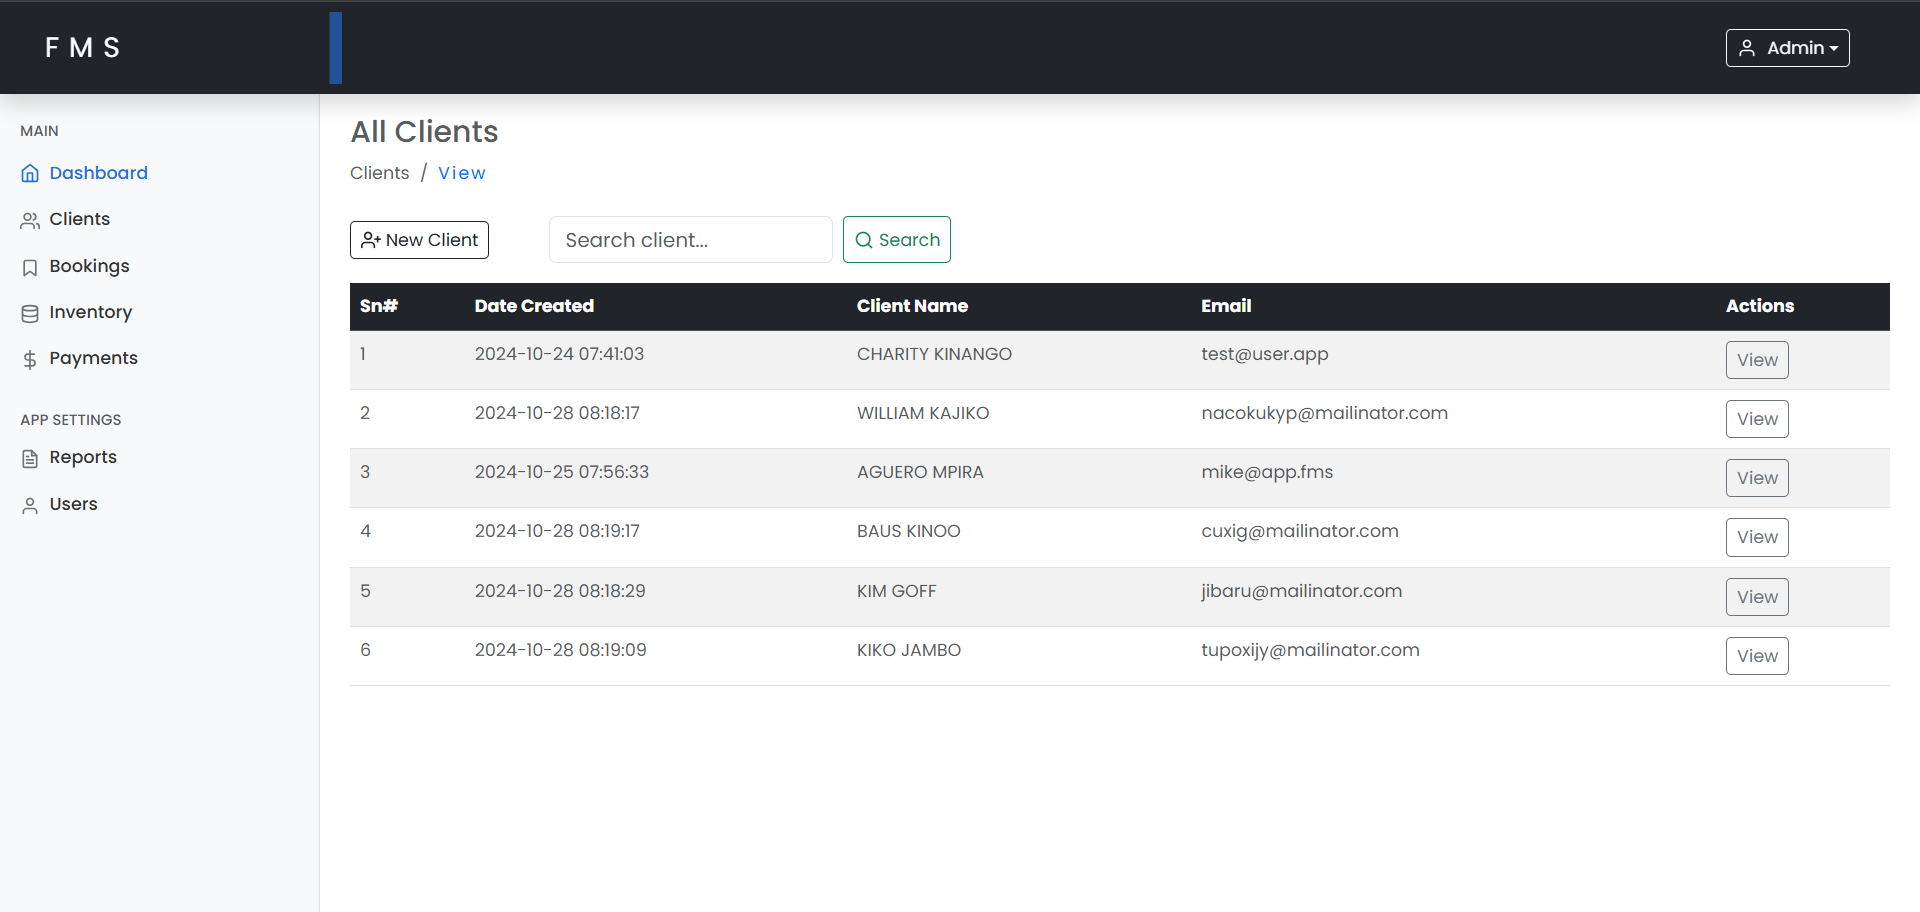 F M S
Admin
MAIN
Dashboard
Clients
Bookings
Inventory
Payments
APP SETTINGS
Reports
Users
All Clients
Clients / View
New Client Search client... Search
Sn# Date Created Client Name Email Actions
1 2024-10-24 07:41:03 CHARITY KINANGO test@user.app View
2 2024-10-28 08:18:17 WILLIAM KAJIKO nacokukyp@mailinator.com View
3 2024-10-25 07:56:33 AGUERO MPIRA mike@app.fms View
4 2024-10-28 08:19:17 BAUS KINOO cuxig@mailinator.com View
5 2024-10-28 08:18:29 KIM GOFF jibaru@mailinator.com View
6 2024-10-28 08:19:09 KIKO JAMBO tupoxijy@mailinator.com View